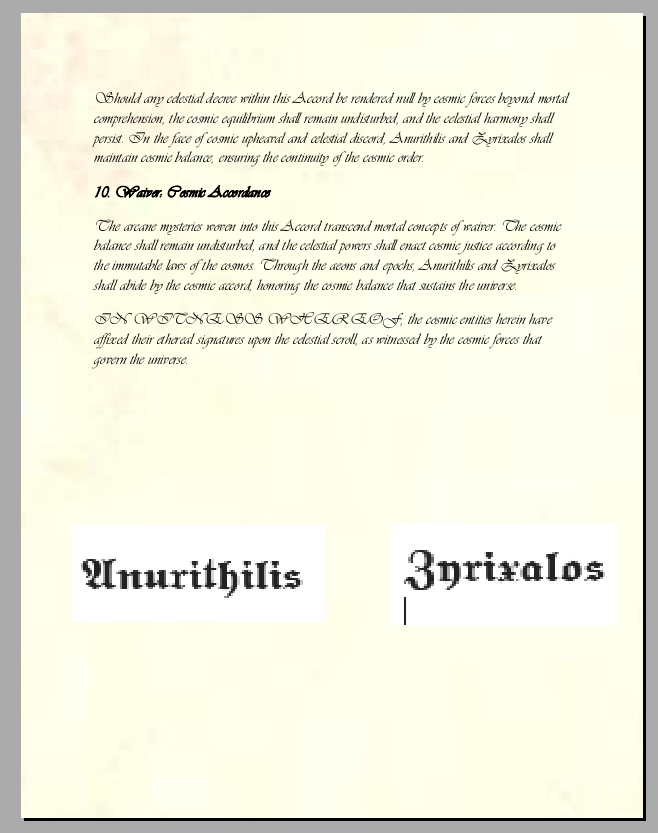 Should any celestial decree within this Accord be rendered null by cosmic forces beyond mortal
comprehension, the cosmic equilibrium shall remain undisturbed, and the celestial harmony shall
persist. In the face of cosmic upheaval and celestial discord, Anurithilis and Zyrixalos shall
maintain cosmic balance, ensuring the continuity of the cosmic order.
10. Waiver: Cosmic Accordance
The arcane mysteries woven into this Accord transcend mortal concepts of waiver. The cosmic
balance shall remain undisturbed, and the celestial powers shall enact cosmic justice according to
the immutable laws of the cosmos. Through the aeons and epochs, Anurithilis and Zyrixalos
shall abide by the cosmic accord, honoring the cosmic balance that sustains the universe.
IN WITNESS WHEREOF, the cosmic entities herein have
affixed their ethereal signatures upon the celestial scroll, as witnessed by the cosmic forces that
govern the universe.
Anurithilis
Zyrixalos